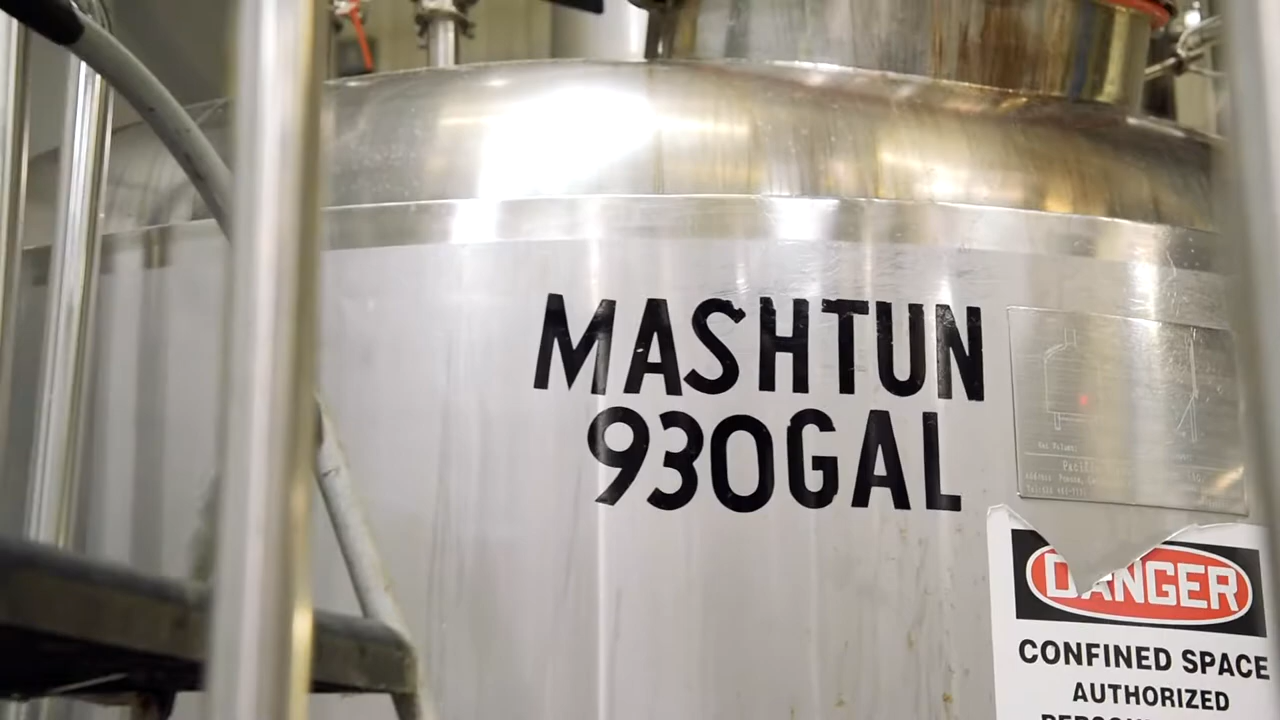 MASHTUN
930GAL
DANGER
CONFINED SPACE
AUTHORIZED